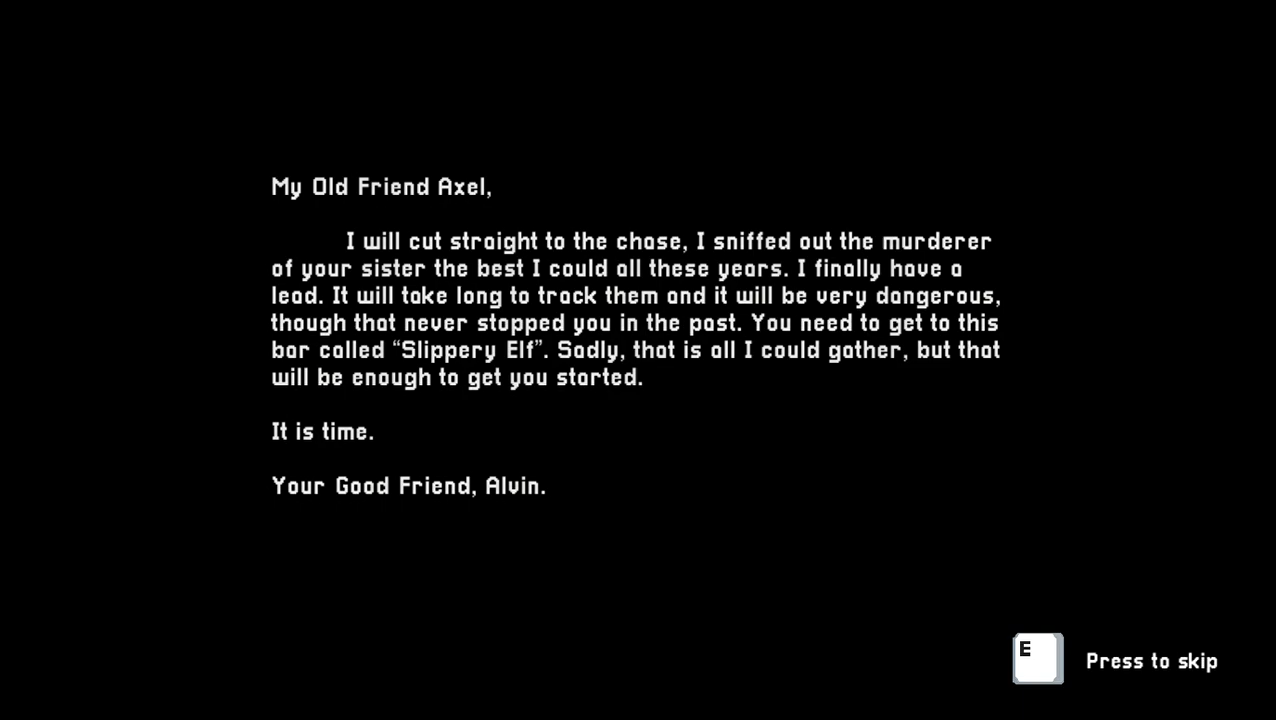 My Old Friend Axel,
I will cut straight to the chase, I sniffed out the murderer
of your sister the best I could all these years. I finally have a
lead. It will take long to track them and it will be very dangerous,
though that never stopped you in the past. You need to get to this
bar called “Slippery Elf”. Sadly, that is all I could gather, but that
will be enough to get you started.
It is time.
Your Good Friend, Alvin.
E
Press to skip